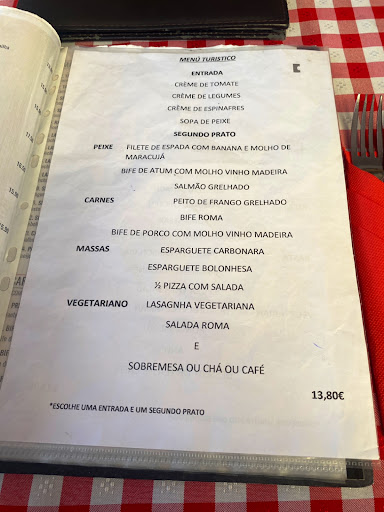 MENÚ TURISTICO
ENTRADA
CRÈME DE TOMATE
CRÈME DE LEGUMES
CRÈME DE ESPINAFRES
SOPA DE PEIXE
SEGUNDO PRATO
PEIXE FILETE DE ESPADA COM BANANA E MOLHO DE
MARACUJÁ
BIFE DE ATUM COM MOLHO VINHO MADEIRA
SALMÃO GRELHADO
CARNES PEITO DE FRANGO GRELHADO
BIFE ROMA
BIFE DE PORCO COM MOLHO VINHO MADEIRA
MASSAS ESPARGUETE CARBONARA
ESPARGUETE BOLONHESA
½ PIZZA COM SALADA
VEGETARIANO LASAGNHA VEGETARIANA
SALADA ROMA
E
SOBREMESA OU CHÁ OU CAFÉ
13,80€
*ESCOLHE UMA ENTRADA E UM SEGUNDO PRATO